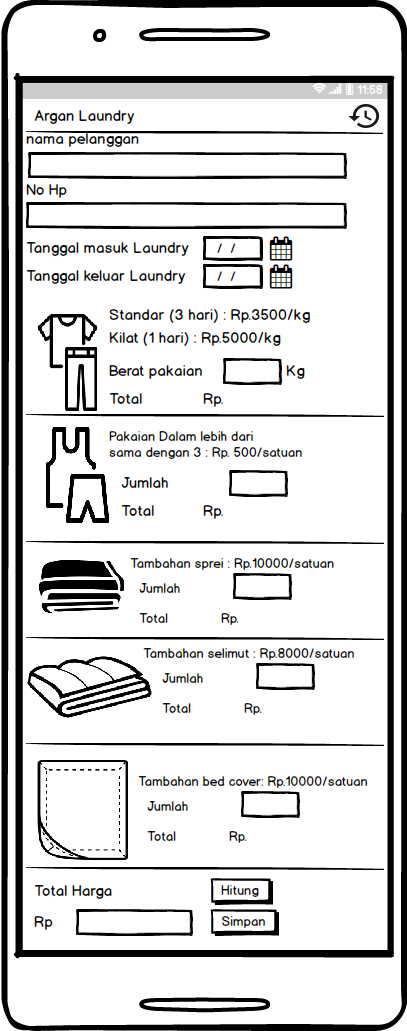 11:58
Argan Laundry
nama pelanggan
No Hp
Tanggal masuk Laundry / /
Tanggal keluar Laundry / /
Standar (3 hari) : Rp.3500/kg
Kilat (1 hari) : Rp.5000/kg
Berat pakaian Kg
Total Rp.
Pakaian Dalam lebih dari
sama dengan 3 : Rp. 500/satuan
Jumlah
Total Rp.
Tambahan sprei : Rp.10000/satuan
Jumlah
Total Rp.
Tambahan selimut : Rp.8000/satuan
Jumlah
Total Rp.
Tambahan bed cover: Rp.10000/satuan
Jumlah
Total Rp.
Total Harga Hitung
Rp Simpan